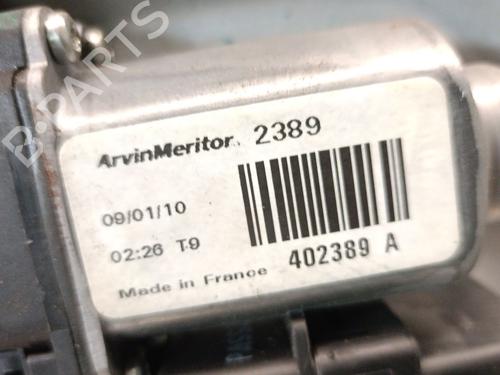 B-PARTS
ArvinMeritor. 2389
09/01/10
02:26 T9
402389 A
Made in France